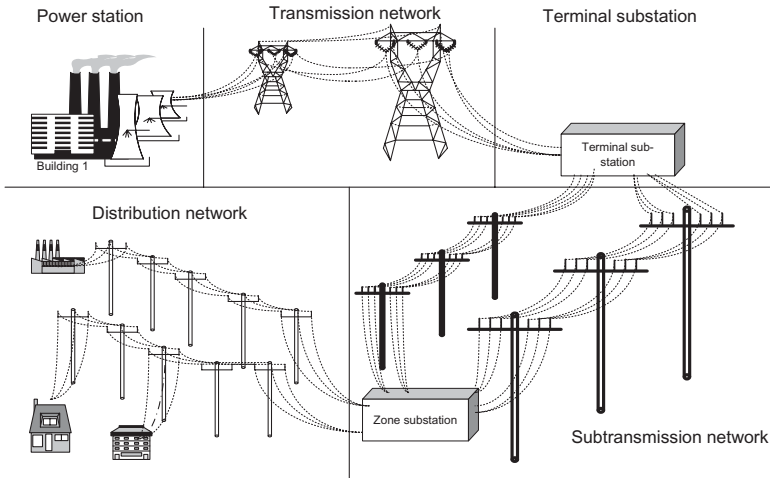 Power station
Transmission network
Terminal substation
Building 1
Terminal sub-
station
Distribution network
Zone substation
Subtransmission network